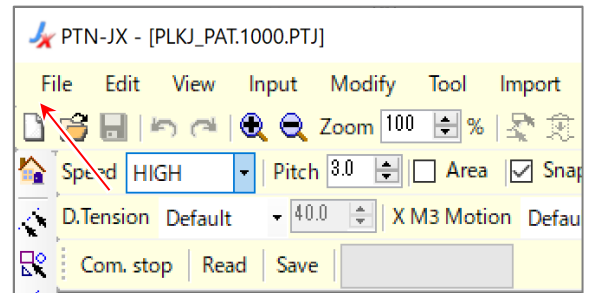 PTN-JX - [PLKJ_PAT.1000.PTJ]
File Edit View Input Modify Tool Import
Zoom 100 %
Speed HIGH Pitch 3.0 Area Snap
D.Tension Default 40.0 X M3 Motion Defau
Com. stop Read Save